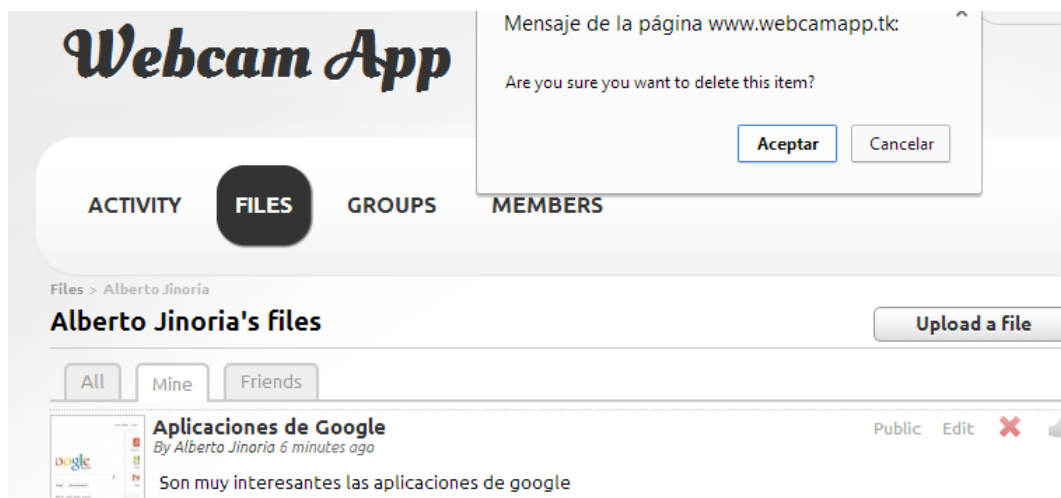 Webcam App
Mensaje de la página www.webcamapp.tk:
Are you sure you want to delete this item?
Aceptar
Cancelar
ACTIVITY
FILES
GROUPS
MEMBERS
Files > Alberto Jinoria
Alberto Jinoria's files
Upload a file
All
Mine
Friends
Aplicaciones de Google
By Alberto Jinoria 6 minutes ago
Public
Edit
Son muy interesantes las aplicaciones de google